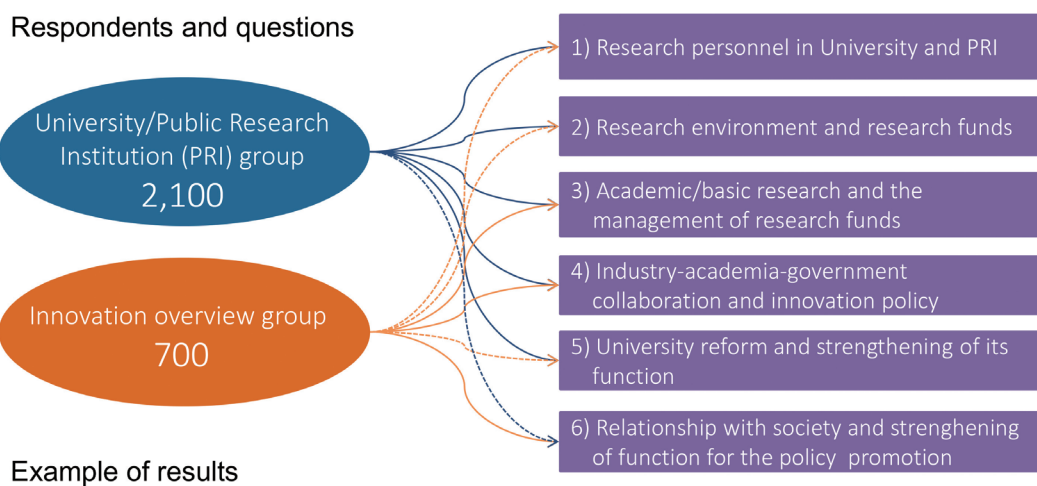 Respondents and questions
University/Public Research
Institution (PRI) group
2,100
Innovation overview group
700
1) Research personnel in University and PRI
2) Research environment and research funds
3) Academic/basic research and the
management of research funds
4) Industry-academia-government
collaboration and innovation policy
5) University reform and strengthening of its
function
6) Relationship with society and strenghening
of function for the policy promotion
Example of results